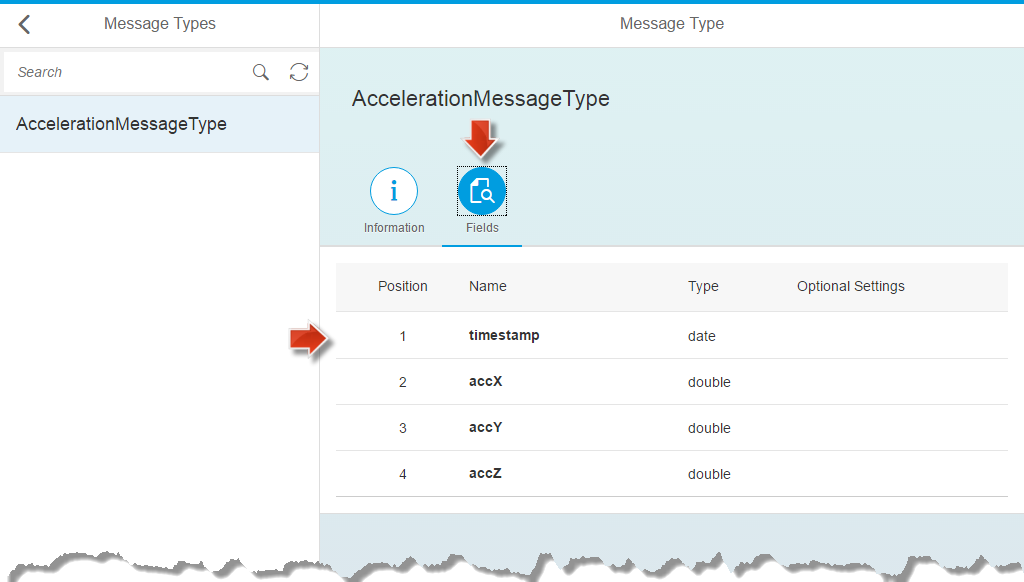 Message Types
Message Type
Search
AccelerationMessageType
AccelerationMessageType
Information
Fields
Position Name Type Optional Settings
1 timestamp date
2 accX double
3 accY double
4 accZ double